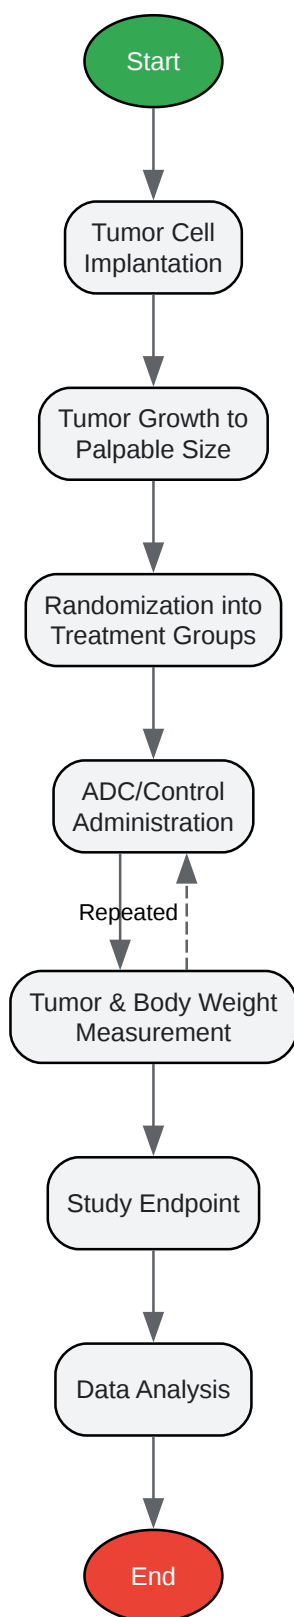 Start
Tumor Cell
Implantation
Tumor Growth to
Palpable Size
Randomization into
Treatment Groups
ADC/Control
Administration
Repeated
Tumor & Body Weight
Measurement
Study Endpoint
Data Analysis
End